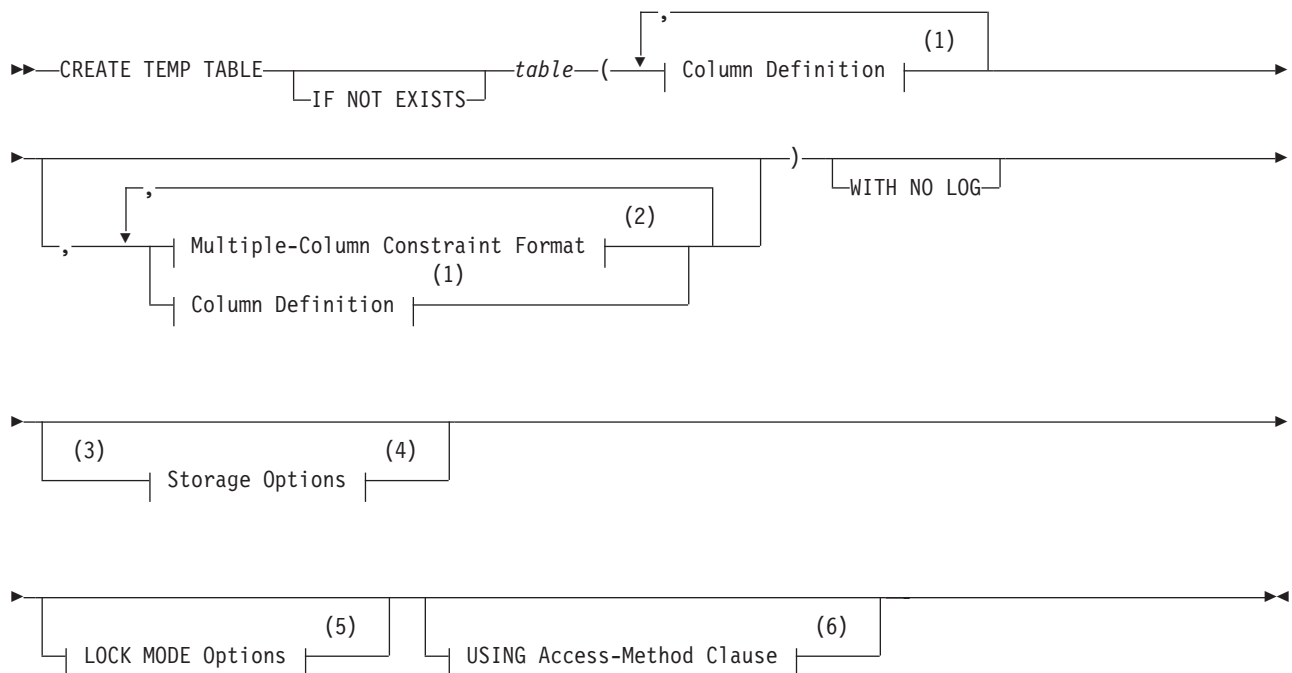 ,
(1)
CREATE TEMP TABLE table ( Column Definition
IF NOT EXISTS
)
WITH NO LOG
,
(2)
, Multiple-Column Constraint Format
(1)
Column Definition
(3) (4)
Storage Options
(5) (6)
LOCK MODE Options USING Access-Method Clause